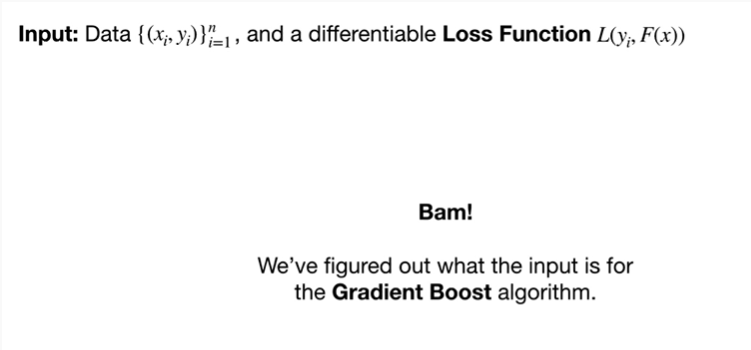 Input: Data {(xᵢ, yᵢ)}ⁿᵢ₌₁, and a differentiable Loss Function L(yᵢ, F(x))
Bam!
We've figured out what the input is for
the Gradient Boost algorithm.